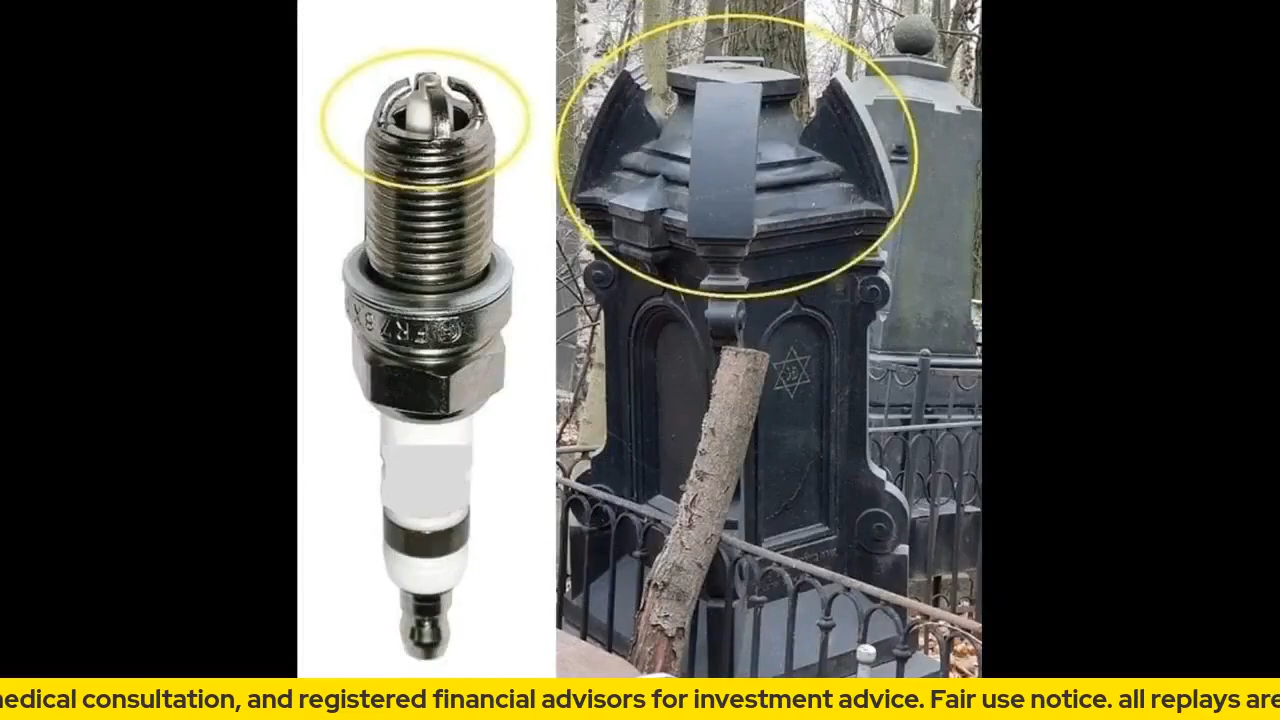 medical consultation, and registered financial advisors for investment advice. Fair use notice. all replays are